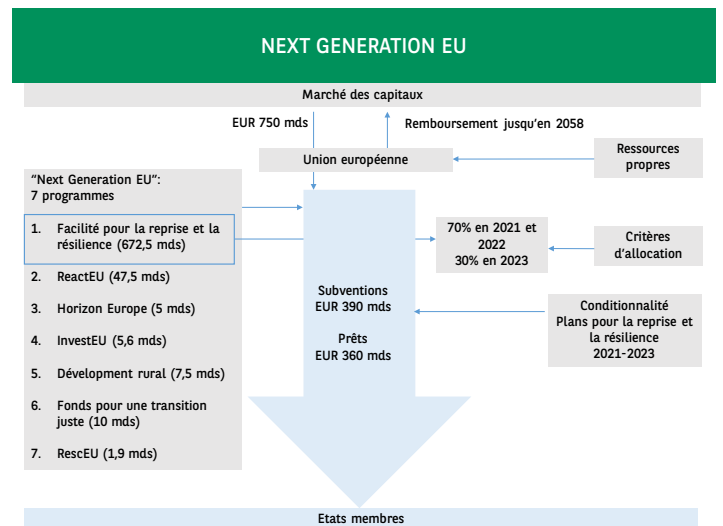 NEXT GENERATION EU
Marché des capitaux
EUR 750 mds
Remboursement jusqu'en 2058
Union européenne
Ressources
propres
“Next Generation EU”:
7 programmes
1. Facilité pour la reprise et la
résilience (672,5 mds)
2. ReactEU (47,5 mds)
3. Horizon Europe (5 mds)
4. InvestEU (5,6 mds)
5. Dévelopment rural (7,5 mds)
6. Fonds pour une transition
juste (10 mds)
7. RescEU (1,9 mds)
Subventions
EUR 390 mds
Prêts
EUR 360 mds
70% en 2021 et
2022
30% en 2023
Critères
d'allocation
Conditionnalité
Plans pour la reprise et
la résilience
2021-2023
Etats membres